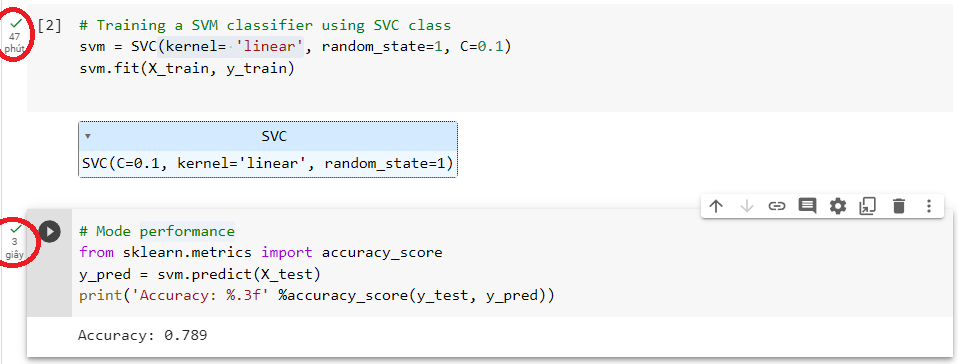 [2] # Training a SVM classifier using SVC class
47
phút
svm = SVC(kernel= 'linear', random_state=1, C=0.1)
svm.fit(X_train, y_train)
SVC
SVC(C=0.1, kernel='linear', random_state=1)
3
giây
# Mode performance
from sklearn.metrics import accuracy_score
y_pred = svm.predict(X_test)
print('Accuracy: %.3f' %accuracy_score(y_test, y_pred))
Accuracy: 0.789